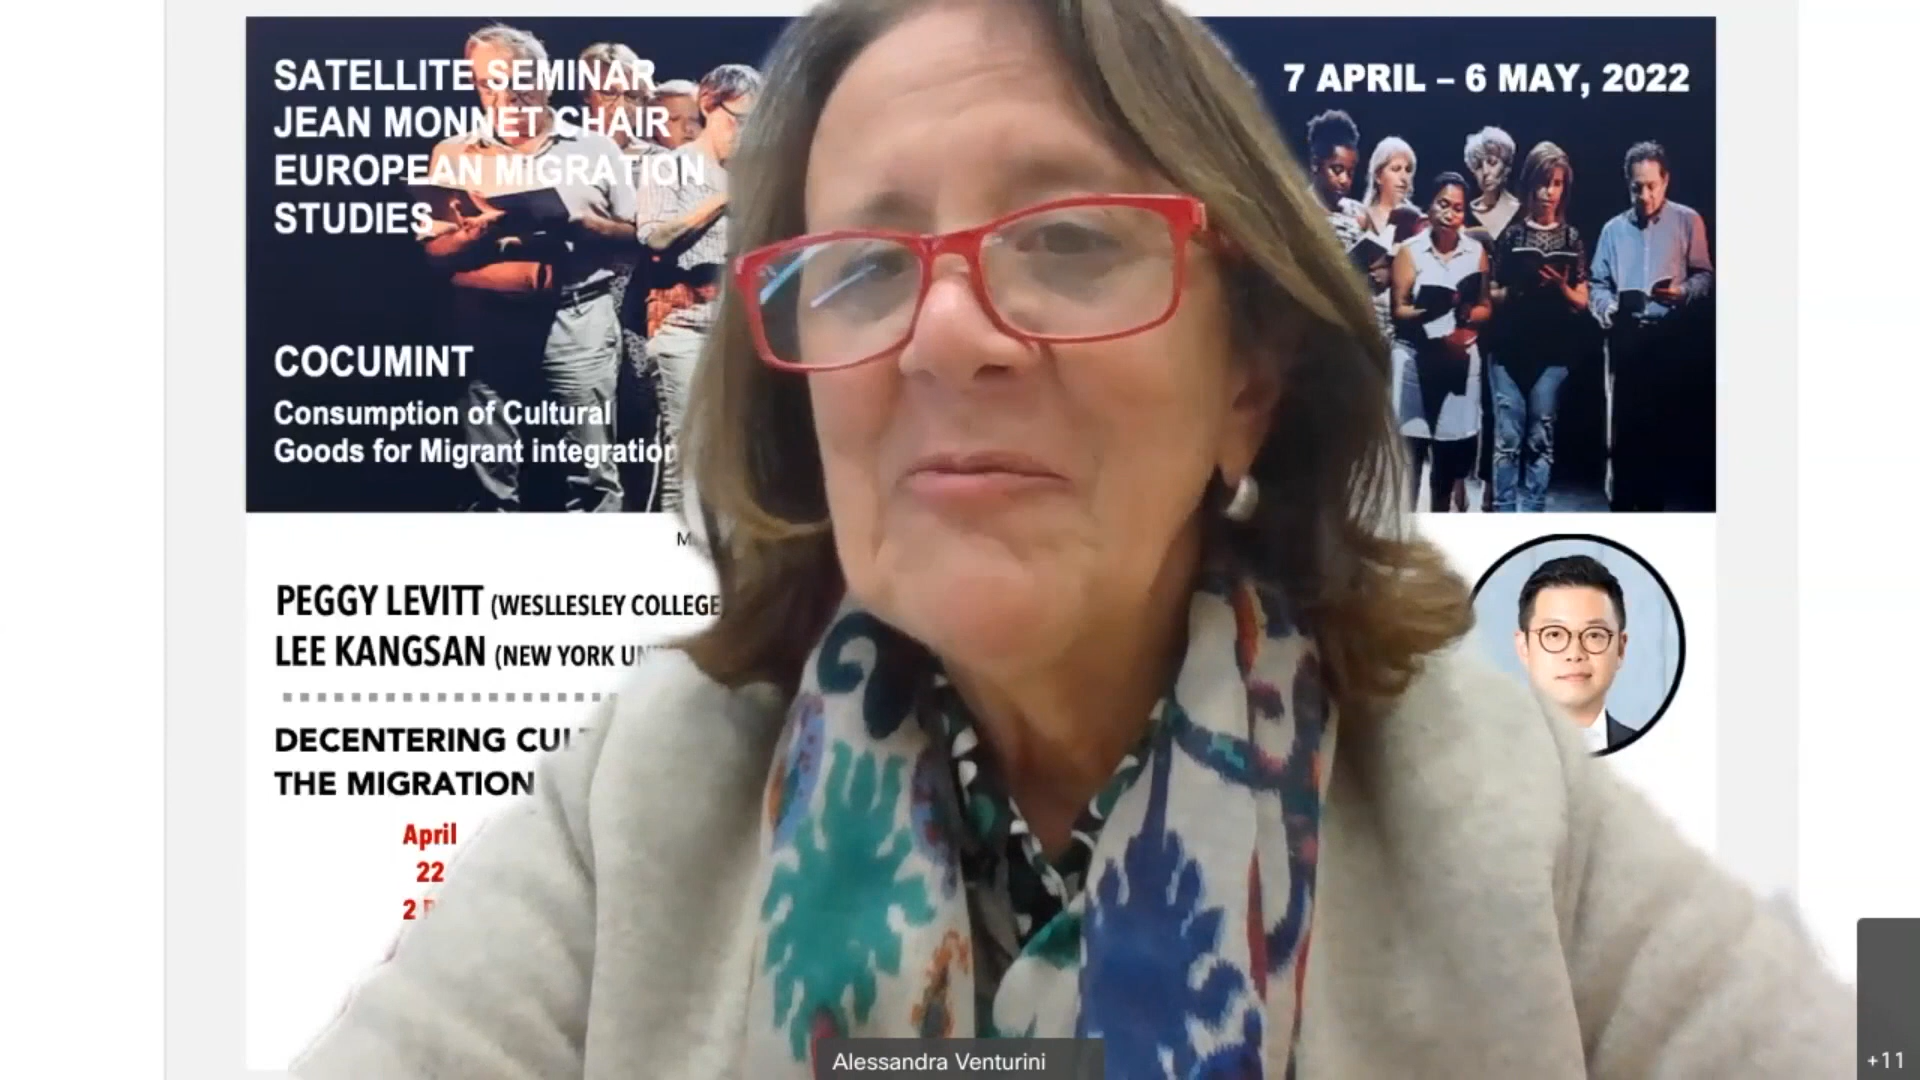 SATELLITE SEMINAR
JEAN MONNET CHAIR
EUROPEAN MIGRATION
STUDIES
7 APRIL – 6 MAY, 2022
COCUMINT
Consumption of Cultural
Goods for Migrant integration
PEGGY LEVITT (WESLLESLEY COLLEGE
LEE KANGSAN (NEW YORK
DECENTERING
THE MIGRATION
April
22
2
Alessandra Venturini
+11